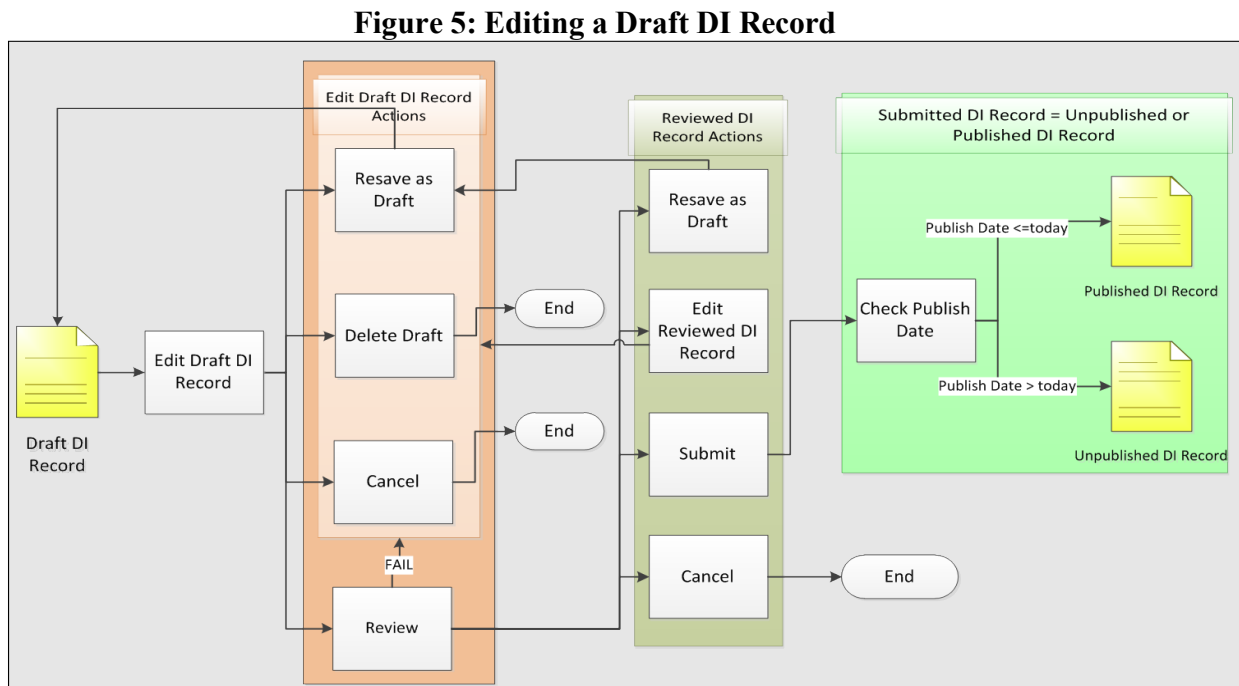 Figure 5: Editing a Draft DI Record
Draft DI
Record
Edit Draft DI
Record
Edit Draft DI Record
Actions
Resave as
Draft
Delete Draft
Cancel
FAIL
Review
End
End
Reviewed DI
Record Actions
Resave as
Draft
Edit
Reviewed DI
Record
Submit
Cancel
End
Submitted DI Record = Unpublished or
Published DI Record
Check Publish
Date
Publish Date <=today
Published DI Record
Publish Date > today
Unpublished DI Record